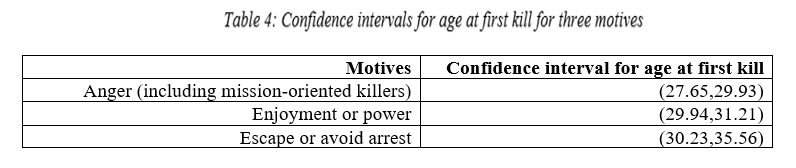 Table 4: Confidence intervals for age at first kill for three motives
Motives Confidence interval for age at first kill
Anger (including mission-oriented killers) (27.65,29.93)
Enjoyment or power (29.94,31.21)
Escape or avoid arrest (30.23,35.56)